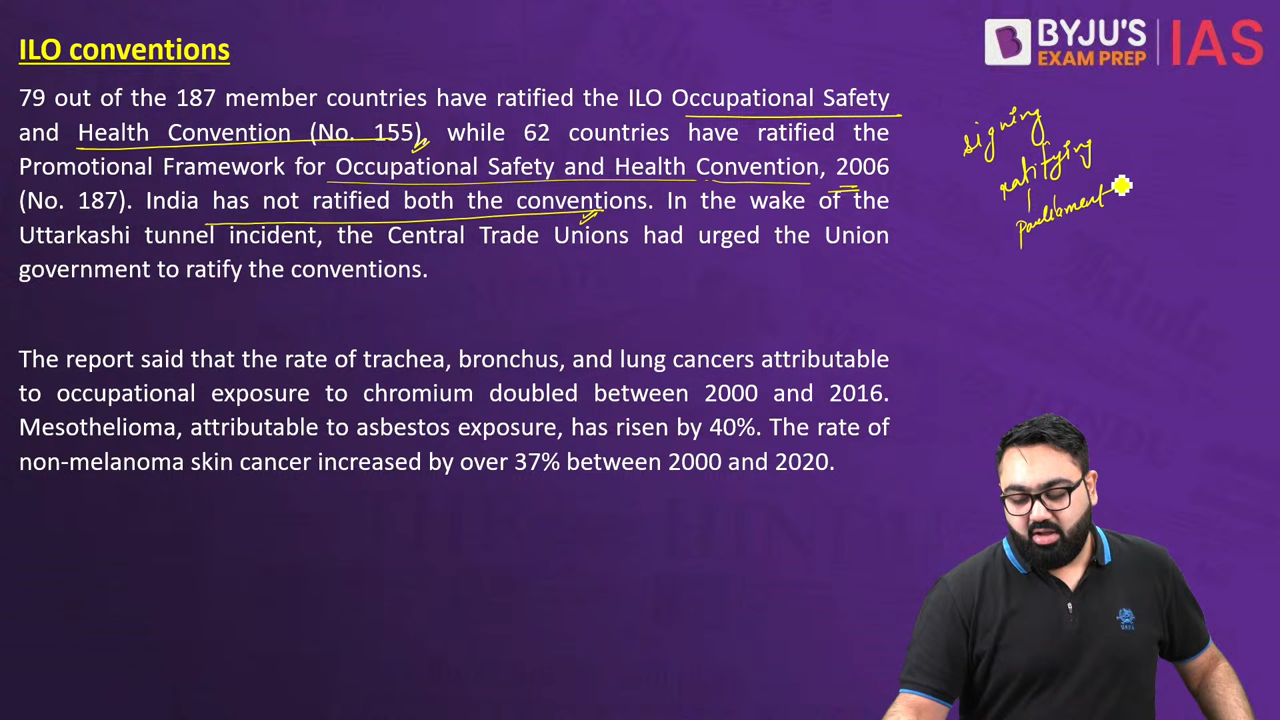 ILO conventions
BYJU'S
EXAM PREP
IAS
79 out of the 187 member countries have ratified the ILO Occupational Safety
and Health Convention (No. 155), while 62 countries have ratified the
Promotional Framework for Occupational Safety and Health Convention, 2006
(No. 187). India has not ratified both the conventions. In the wake of the
Uttarkashi tunnel incident, the Central Trade Unions had urged the Union
government to ratify the conventions.
signing
ratifying
parliament
The report said that the rate of trachea, bronchus, and lung cancers attributable
to occupational exposure to chromium doubled between 2000 and 2016.
Mesothelioma, attributable to asbestos exposure, has risen by 40%. The rate of
non-melanoma skin cancer increased by over 37% between 2000 and 2020.